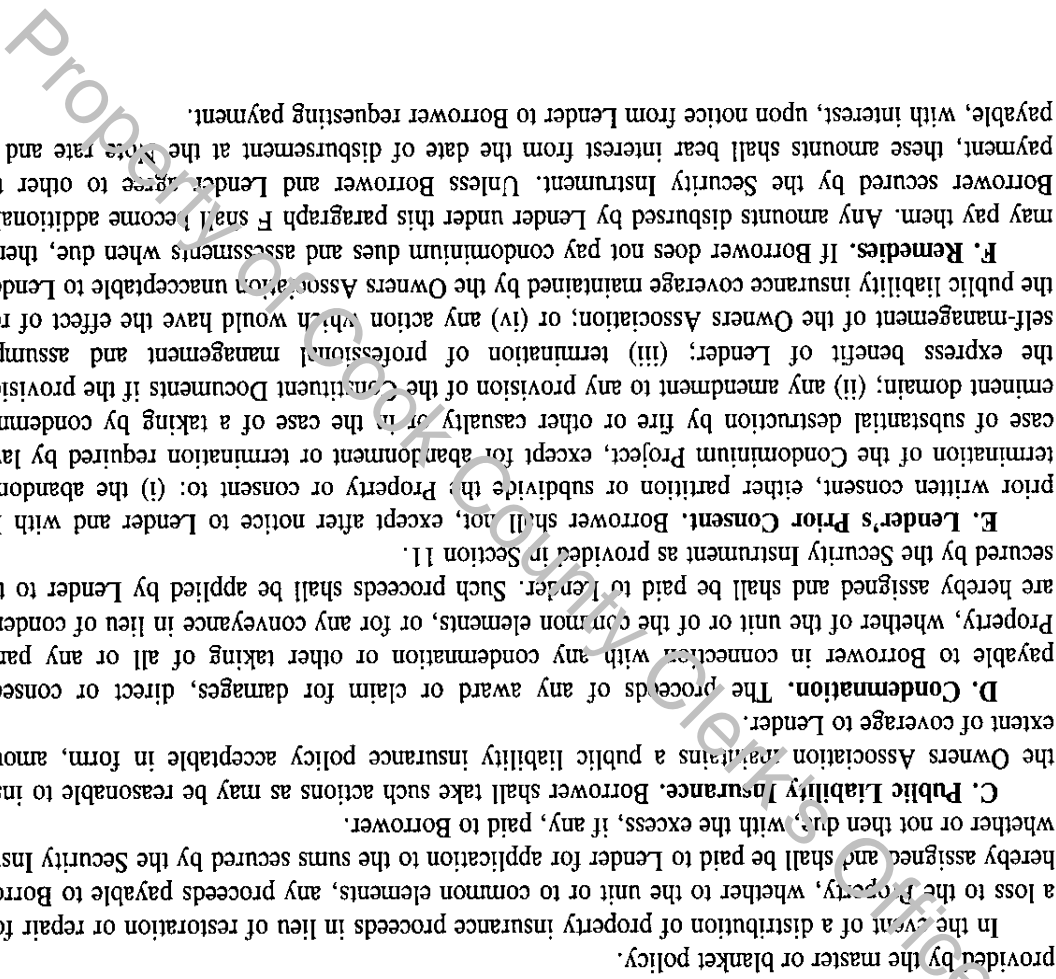 provided by the master or blanket policy.
In the event of a distribution of property insurance proceeds in lieu of restoration or repair
a loss to the Property, whether to the unit or to common elements, any proceeds payable to
hereby assigned and shall be paid to Lender for application to the sums secured by the Security
whether or not then due, with the excess, if any, paid to Borrower.
C. Public Liability Insurance. Borrower shall take such actions as may be reasonable to
the Owners Association maintains a public liability insurance policy acceptable in form,
extent of coverage to Lender.
D. Condemnation. The proceeds of any award or claim for damages, direct or
payable to Borrower in connection with any condemnation or other taking of all or any
Property, whether of the unit or of the common elements, or for any conveyance in lieu of
are hereby assigned and shall be paid to Lender. Such proceeds shall be applied by Lender to
secured by the Security Instrument as provided in Section 11.
E. Lender's Prior Consent. Borrower shall not, except after notice to Lender and with
prior written consent, either partition or subdivide the Property or consent to: (i) the
termination of the Condominium Project, except for abandonment or termination required by
case of substantial destruction by fire or other casualty or in the case of a taking by
eminent domain; (ii) any amendment to any provision of the Constituent Documents if the
the express benefit of Lender; (iii) termination of professional management and
self-management of the Owners Association; or (iv) any action which would have the effect of
the public liability insurance coverage maintained by the Owners Association unacceptable to
F. Remedies. If Borrower does not pay condominium dues and assessments when due,
may pay them. Any amounts disbursed by Lender under this paragraph F shall become
Borrower secured by the Security Instrument. Unless Borrower and Lender agree to other
payment, these amounts shall bear interest from the date of disbursement at the Note rate and
payable, with interest, upon notice from Lender to Borrower requesting payment.
Property of Cook County Clerk's Office